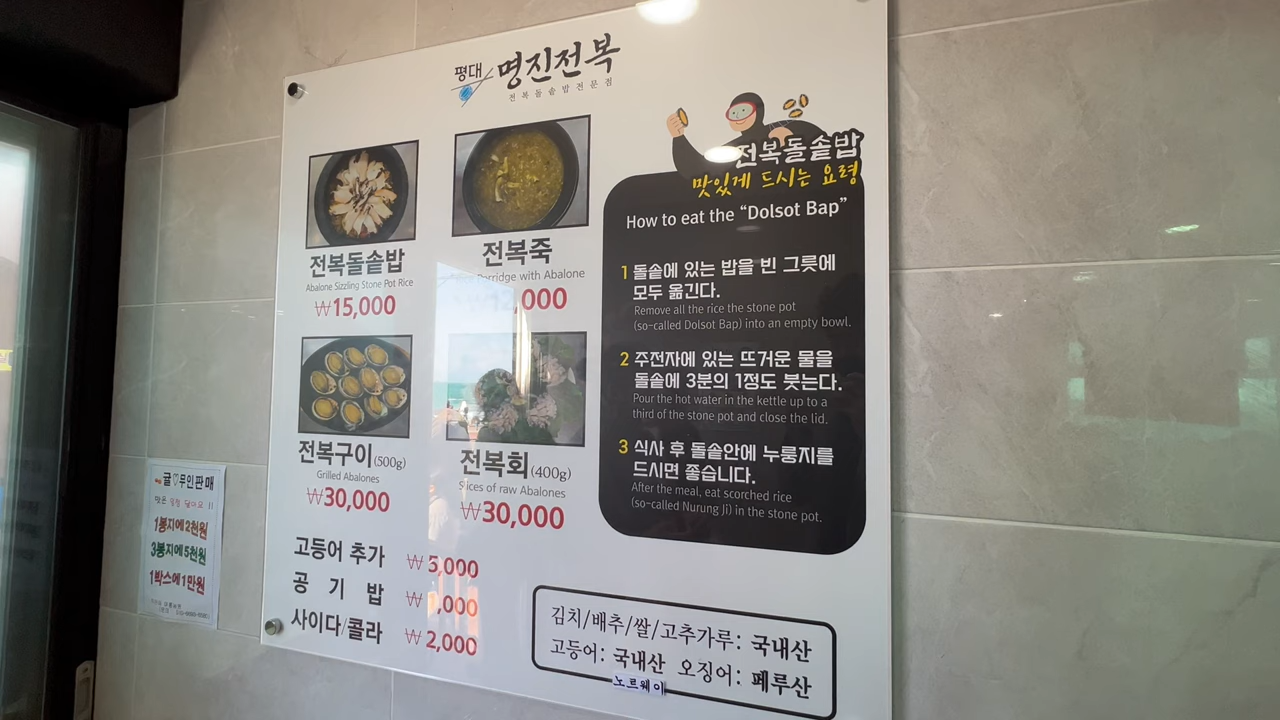 평대 명진전복
전복돌솥밥전문점
전복돌솥밥
Abalone Sizzling Stone Pot Rice
₩15,000
전복죽
Porridge with Abalone
₩12,000
전복구이(500g)
Grilled Abalones
₩30,000
전복회(400g)
Slices of raw Abalones
₩30,000
고등어 추가 ₩5,000
공기밥 ₩ ,000
사이다/콜라 ₩2,000
전복돌솥밥
맛있게 드시는 요령
How to eat the “Dolsot Bap”
1 돌솥에 있는 밥을 빈 그릇에
모두 옮긴다.
Remove all the rice the stone pot
(so-called Dolsot Bap) into an empty bowl.
2 주전자에 있는 뜨거운 물을
돌솥에 3분의 1정도 붓는다.
Pour the hot water in the kettle up to a
third of the stone pot and close the lid.
3 식사 후 돌솥안에 누룽지를
드시면 좋습니다.
After the meal, eat scorched rice
(so-called Nurung Ji) in the stone pot.
김치/배추/쌀/고추가루: 국내산
고등어: 국내산 오징어: 페루산
노르웨이
귤♡무인판매
1봉지에 2천원
3봉지에 5천원
1박스에 1만원